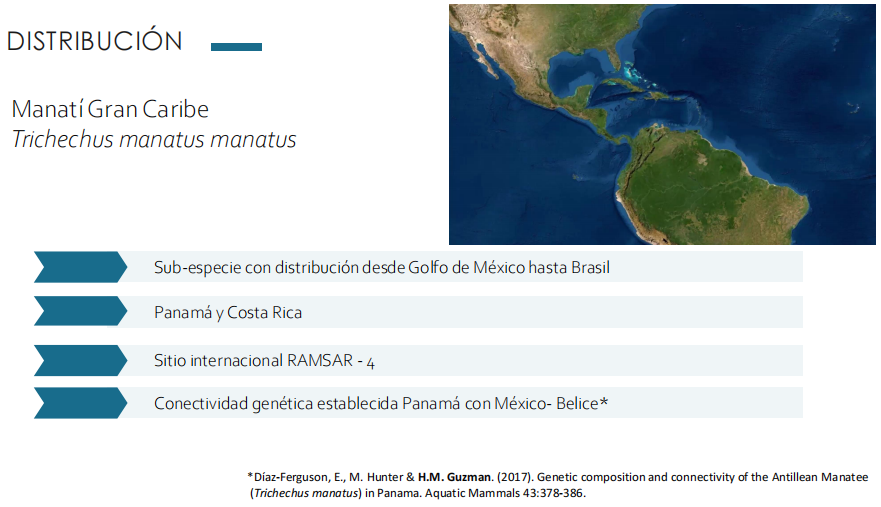 DISTRIBUCIÓN
Manatí Gran Caribe
Trichechus manatus manatus
Sub-especie con distribución desde Golfo de México hasta Brasil
Panamá y Costa Rica
Sitio internacional RAMSAR - 4
Conectividad genética establecida Panamá con México- Belice*
*Díaz-Ferguson, E., M. Hunter & H.M. Guzman. (2017). Genetic composition and connectivity of the Antillean Manatee
(Trichechus manatus) in Panama. Aquatic Mammals 43:378-386.